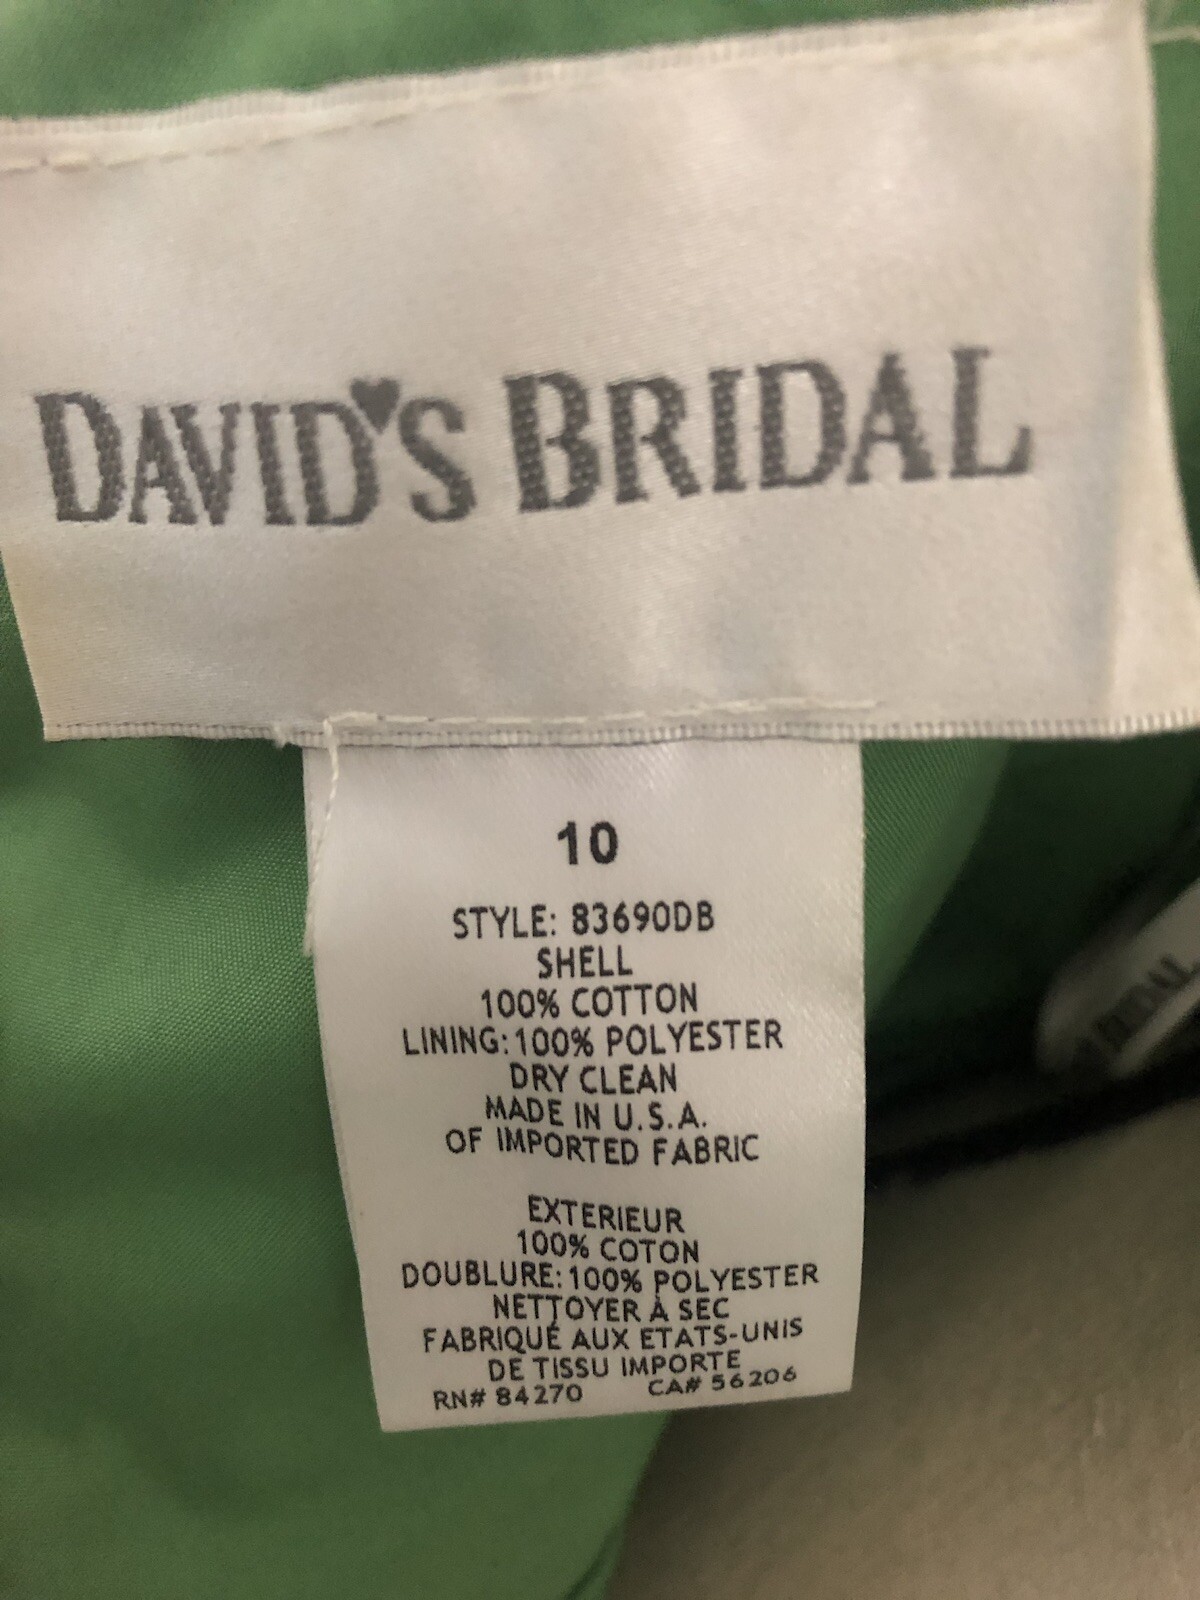 DAVID'S BRIDAL
10
STYLE: 83690DB
SHELL
100% COTTON
LINING: 100% POLYESTER
DRY CLEAN
MADE IN U.S.A.
OF IMPORTED FABRIC
EXTERIEUR
100% COTON
DOUBLURE: 100% POLYESTER
NETTOYER À SEC
FABRIQUÉ AUX ETATS-UNIS
DE TISSU IMPORTE
RN# 84270 CA# 56206
BRIDAL